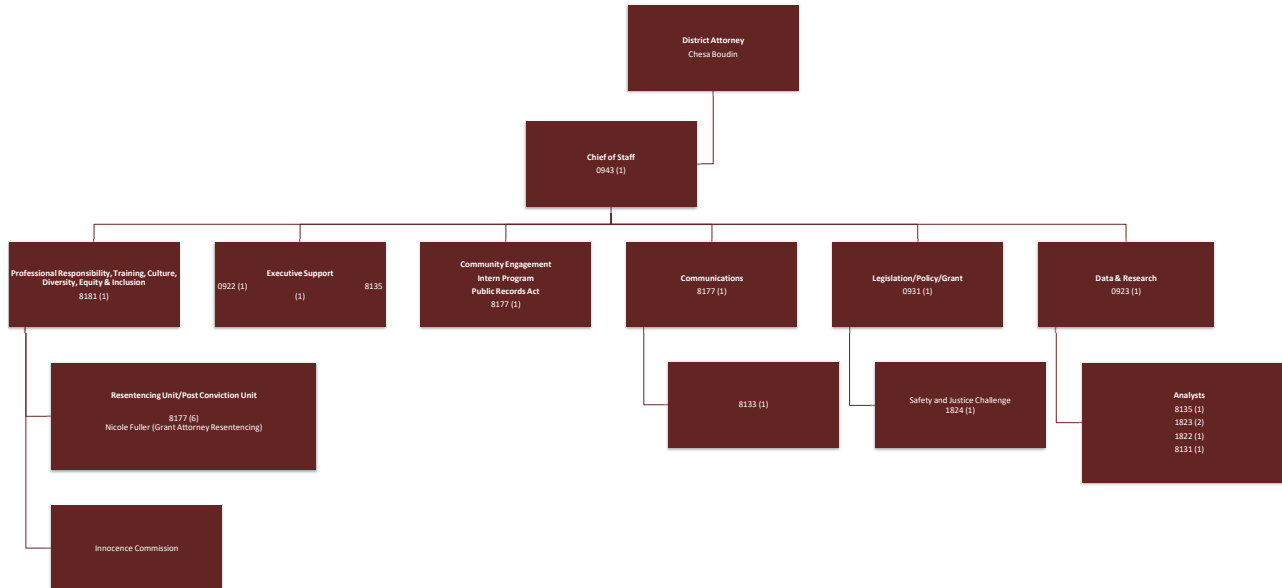 District Attorney
Chesa Boudin
Chief of Staff
0943 (1)
Professional Responsibility, Training, Culture,
Diversity, Equity & Inclusion
8181 (1)
Executive Support
0922 (1) 8135
(1)
Community Engagement
Intern Program
Public Records Act
8177 (1)
Communications
8177 (1)
Legislation/Policy/Grant
0931 (1)
Data & Research
0923 (1)
Resentencing Unit/Post Conviction Unit
8177 (6)
Nicole Fuller (Grant Attorney Resentencing)
8133 (1)
Safety and Justice Challenge
1824 (1)
Analysts
8135 (1)
1823 (2)
1822 (1)
8131 (1)
Innocence Commission